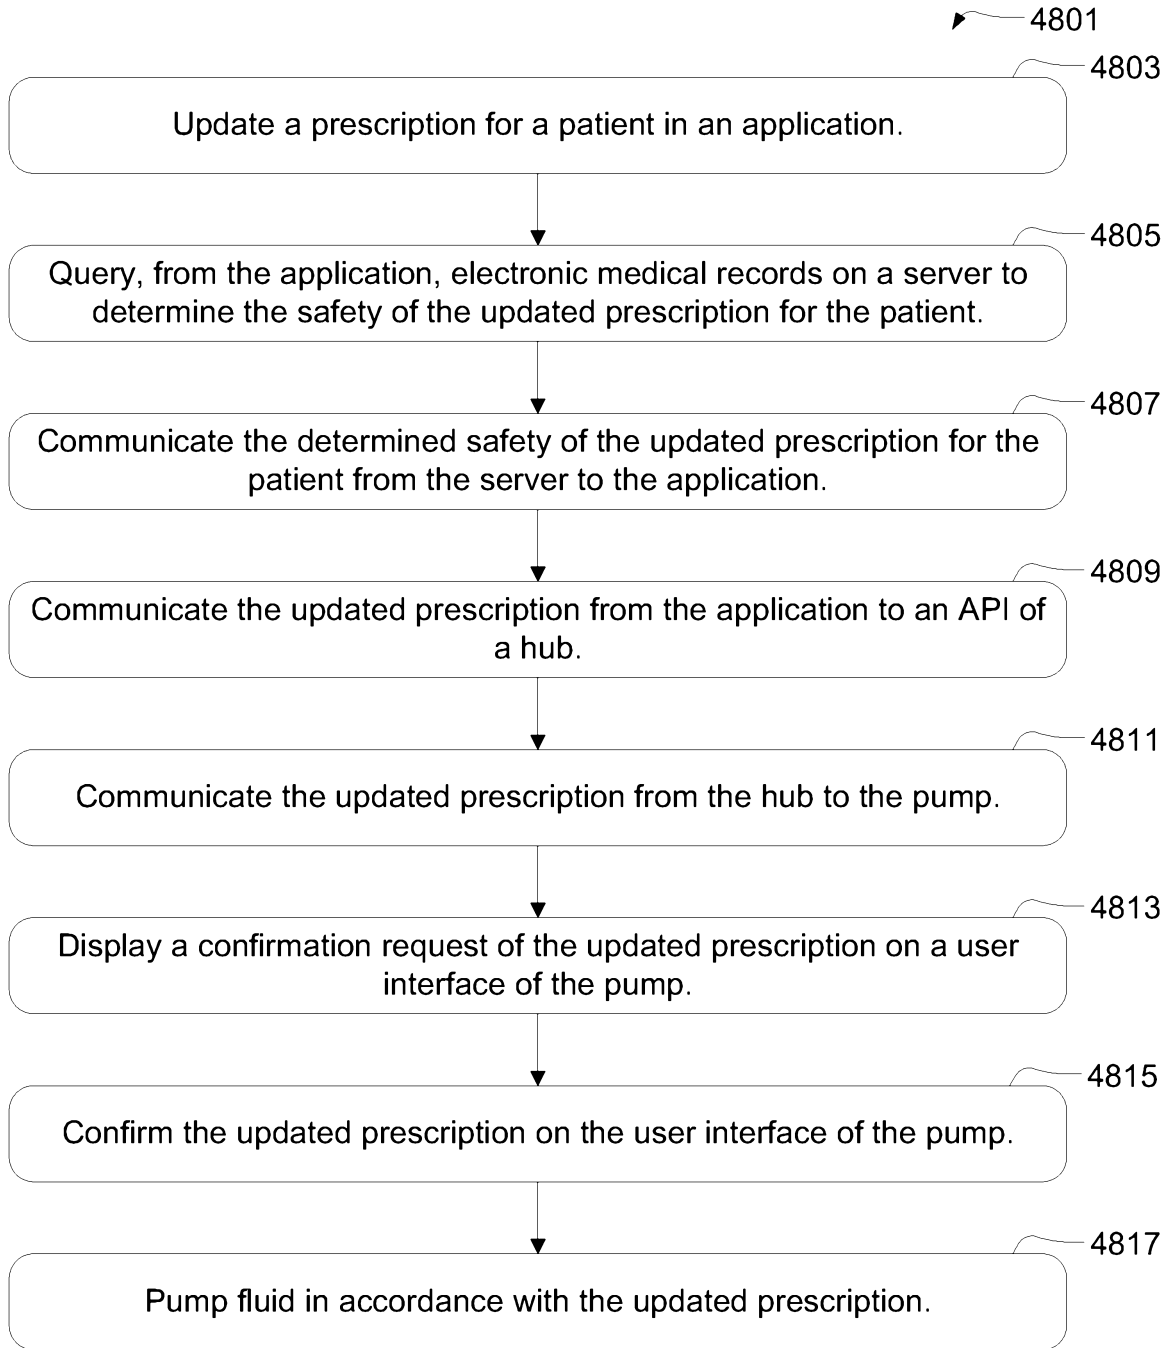 4801
4803
Update a prescription for a patient in an application.
4805
Query, from the application, electronic medical records on a server to
determine the safety of the updated prescription for the patient.
4807
Communicate the determined safety of the updated prescription for the
patient from the server to the application.
4809
Communicate the updated prescription from the application to an API of
a hub.
4811
Communicate the updated prescription from the hub to the pump.
4813
Display a confirmation request of the updated prescription on a user
interface of the pump.
4815
Confirm the updated prescription on the user interface of the pump.
4817
Pump fluid in accordance with the updated prescription.